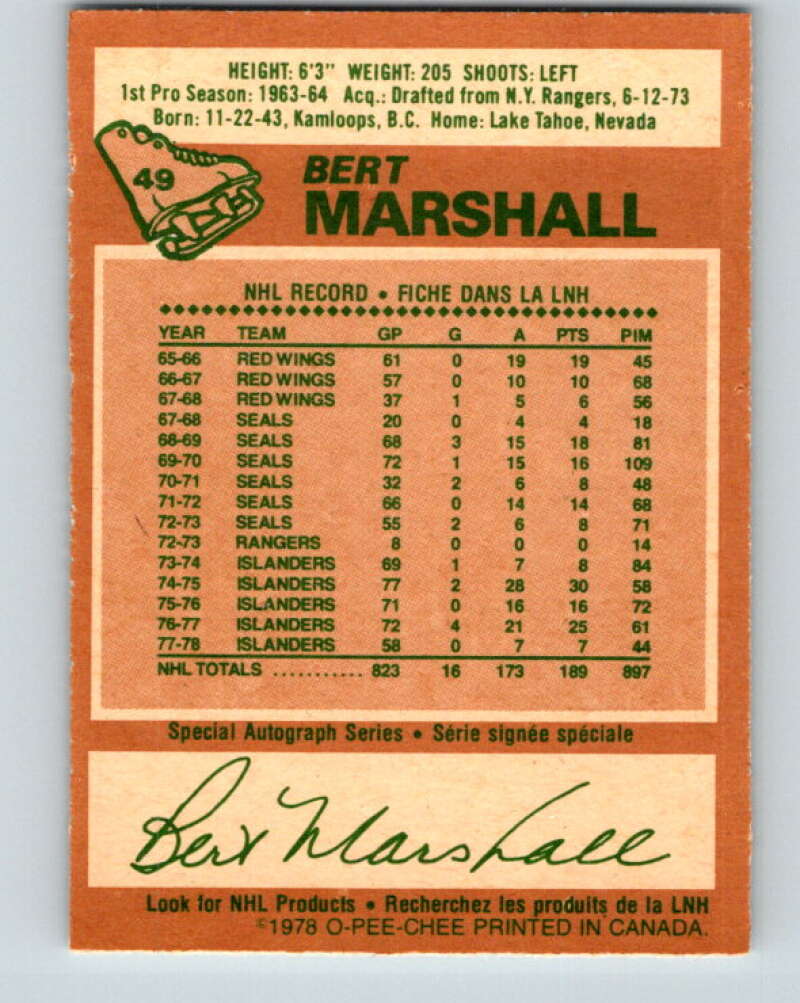 HEIGHT: 6'3" WEIGHT: 205 SHOOTS: LEFT
1st Pro Season: 1963-64 Acq.: Drafted from N.Y. Rangers, 6-12-73
Born: 11-22-43, Kamloops, B.C. Home: Lake Tahoe, Nevada
49
BERT
MARSHALL
NHL RECORD • FICHE DANS LA LNH
YEAR TEAM GP G A PTS PIM
65-66 RED WINGS 61 0 19 19 45
66-67 RED WINGS 57 0 10 10 68
67-68 RED WINGS 37 1 5 6 56
67-68 SEALS 20 0 4 4 18
68-69 SEALS 68 3 15 18 81
69-70 SEALS 72 1 15 16 109
70-71 SEALS 32 2 6 8 48
71-72 SEALS 66 0 14 14 68
72-73 SEALS 55 2 6 8 71
72-73 RANGERS 8 0 0 0 14
73-74 ISLANDERS 69 1 7 8 84
74-75 ISLANDERS 77 2 28 30 58
75-76 ISLANDERS 71 0 16 16 72
76-77 ISLANDERS 72 4 21 25 61
77-78 ISLANDERS 58 0 7 7 44
NHL TOTALS ........... 823 16 173 189 897
Special Autograph Series • Série signée spéciale
Bert Marshall
Look for NHL Products • Recherchez les produits de la LNH
©1978 O-PEE-CHEE PRINTED IN CANADA.